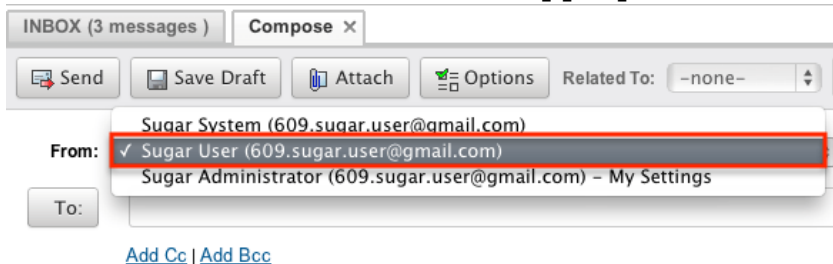 INBOX (3 messages ) Compose ×
Send Save Draft Attach Options Related To: -none-
Sugar System (609.sugar.user@gmail.com)
From: ✓ Sugar User (609.sugar.user@gmail.com)
Sugar Administrator (609.sugar.user@gmail.com) – My Settings
To:
Add Cc | Add Bcc